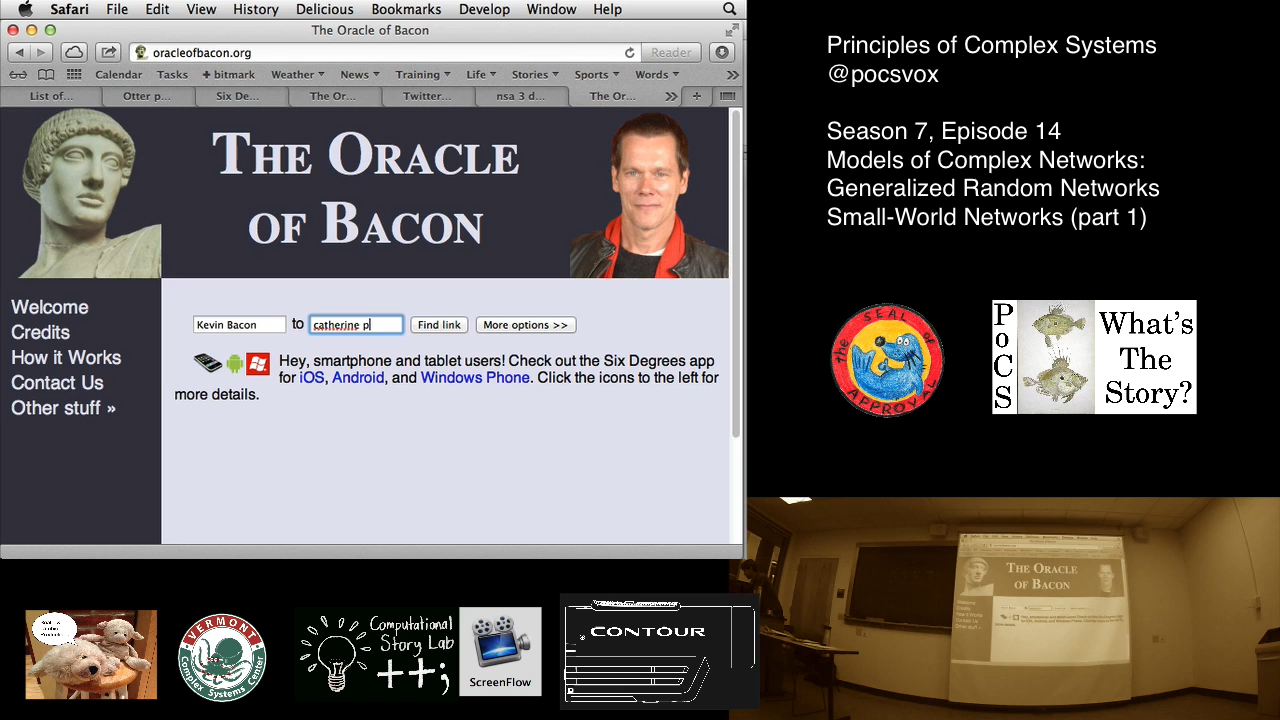 Safari File Edit View History Delicious Bookmarks Develop Window Help
The Oracle of Bacon
oracleofbacon.org
Reader
Calendar Tasks + bitmark Weather News Training Life Stories Sports Words
List of... Otter p... Six De... The Or... Twitter... nsa 3 d... The Or...
THE ORACLE
OF BACON
Welcome
Credits
How it Works
Contact Us
Other stuff »
Kevin Bacon to catherine p Find link More options >>
Hey, smartphone and tablet users! Check out the Six Degrees app
for iOS, Android, and Windows Phone. Click the icons to the left for
more details.
Principles of Complex Systems
@pocsvox
Season 7, Episode 14
Models of Complex Networks:
Generalized Random Networks
Small-World Networks (part 1)
the SEAL of APPROVAL
PoCS
What's
The
Story?
THE ORACLE
OF BACON
VERMONT
Complex Systems Center
Computational
Story Lab
++;
ScreenFlow
CONTOUR